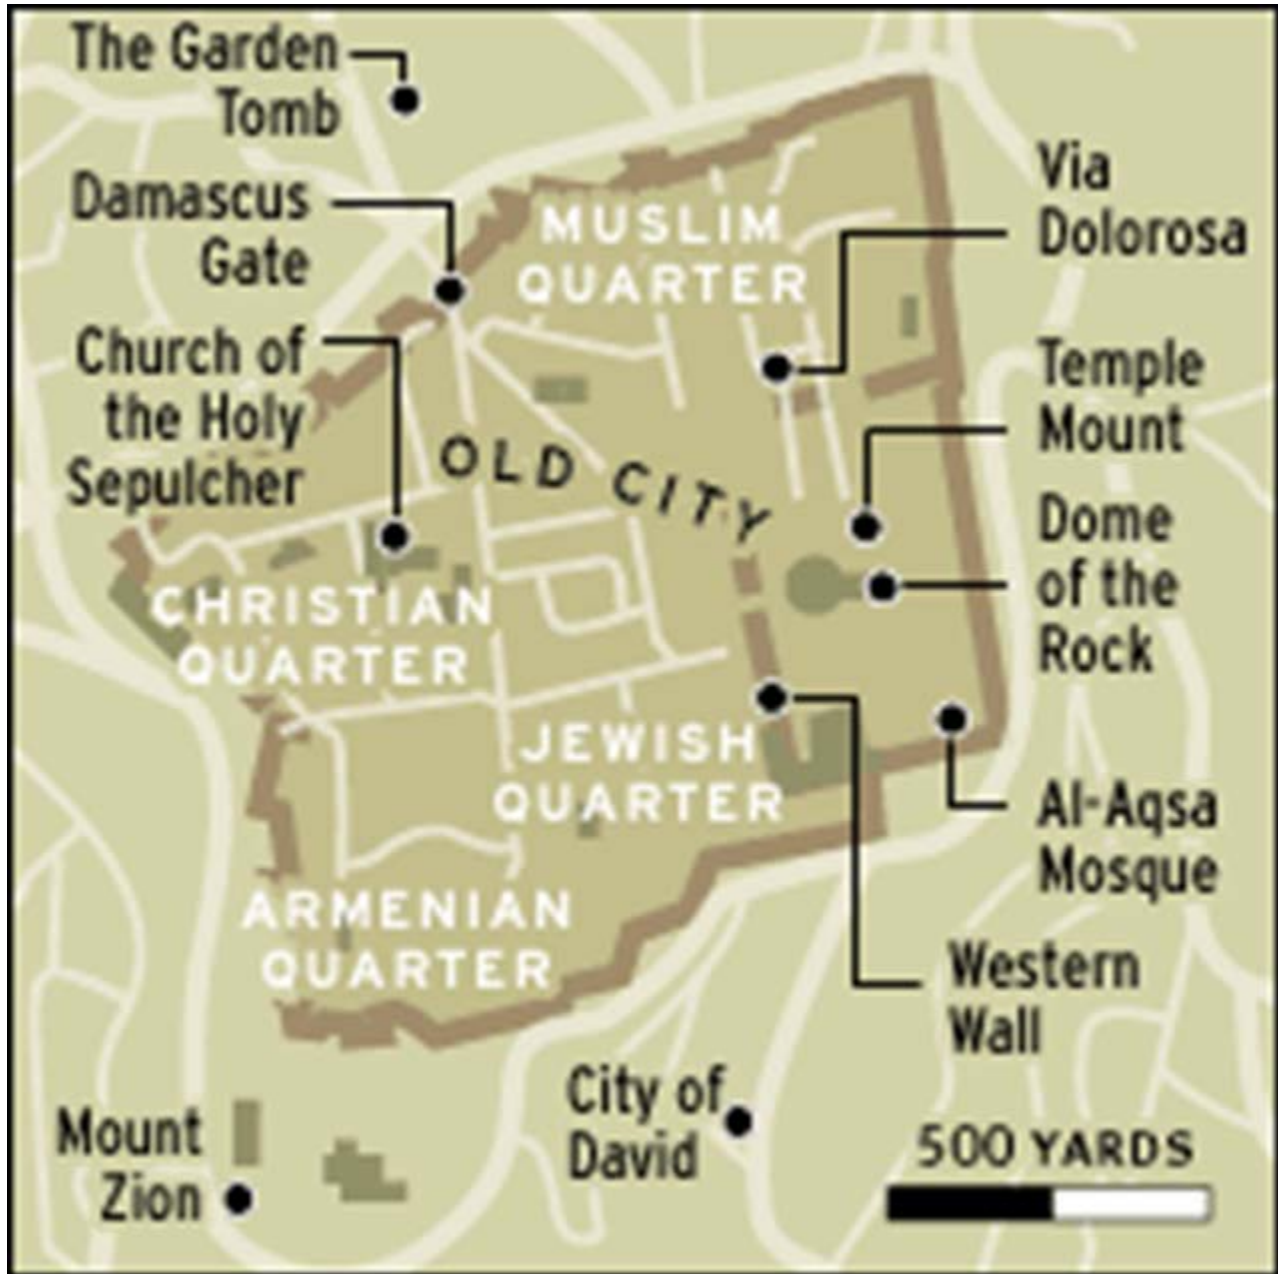 The Garden
Tomb
Damascus
Gate
Church of
the Holy
Sepulcher
MUSLIM
QUARTER
Via
Dolorosa
Temple
Mount
OLD CITY
Dome
of the
Rock
CHRISTIAN
QUARTER
JEWISH
QUARTER
Al-Aqsa
Mosque
ARMENIAN
QUARTER
Western
Wall
City of
David
Mount
Zion
500 YARDS